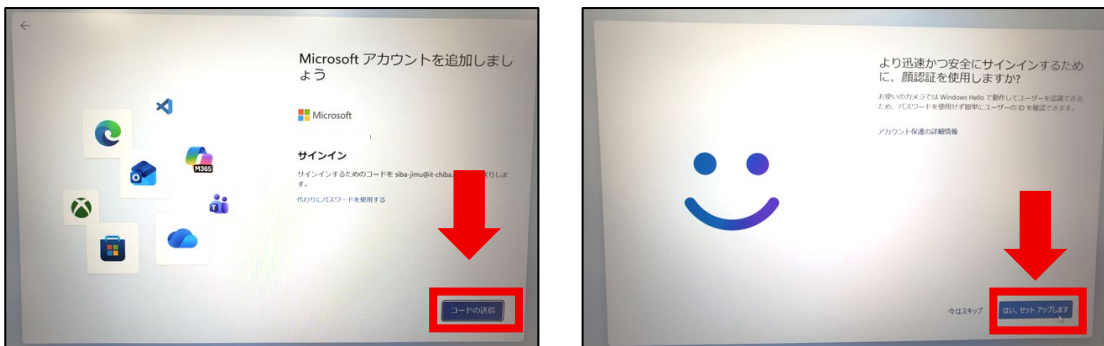 Microsoft アカウントを追加しまし
ょう
Microsoft
サインイン
サインインするためのコードを siba-jimu@it-chiba. りしま
す。
代わりにパスワードを使用する
M365
コードの送信
より迅速かつ安全にサインインするため
に、顔認証を使用しますか?
お使いのカメラでは Windows Hello で動作してユーザーを認識できる
ため、パスワードを使用せず簡単にユーザーの ID を確認できます。
アカウント保護の詳細情報
今はスキップ
はい、セットアップします